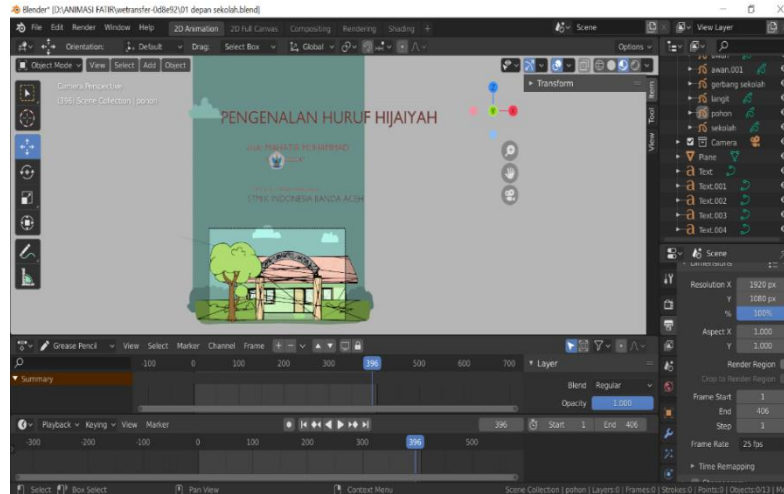 Blender* [D:\ANIMASI FATIR\wetransfer-0d8e92\01 depan sekolah.blend]
File Edit Render Window Help 2D Animation 2D Full Canvas Compositing Rendering Shading + Scene View Layer
Orientation: Default Drag: Select Box Global Options
Object Mode View Select Add Object
Camera Perspective
(396) Scene Collection | pohon
Transform
Item
Tool
View
PENGENALAN HURUF HIJAIYAH
STMIK INDONESIA BANDA ACEH
awan
awan.001
gerbang sekolah
langit
pohon
sekolah
Camera
Plane
Text
Text.001
Text.002
Text.003
Text.004
Scene
Dimensions
Resolution X 1920 px
Y 1080 px
% 100%
Aspect X 1.000
Y 1.000
Render Region
Crop to Render Region
Frame Start 1
End 406
Step 1
Frame Rate 25 fps
Time Remapping
Grease Pencil View Select Marker Channel Frame
-100 0 100 200 300 396 500 600 700
Summary
Layer
Blend Regular
Opacity 1.000
Playback Keying View Marker 396 Start 1 End 406
-300 -200 -100 0 100 200 300 396 500
Select Box Select Pan View Context Menu Scene Collection | pohon | Layers:0 | Frames:0 | Strokes:0 | Points:0 | Objects:0/13